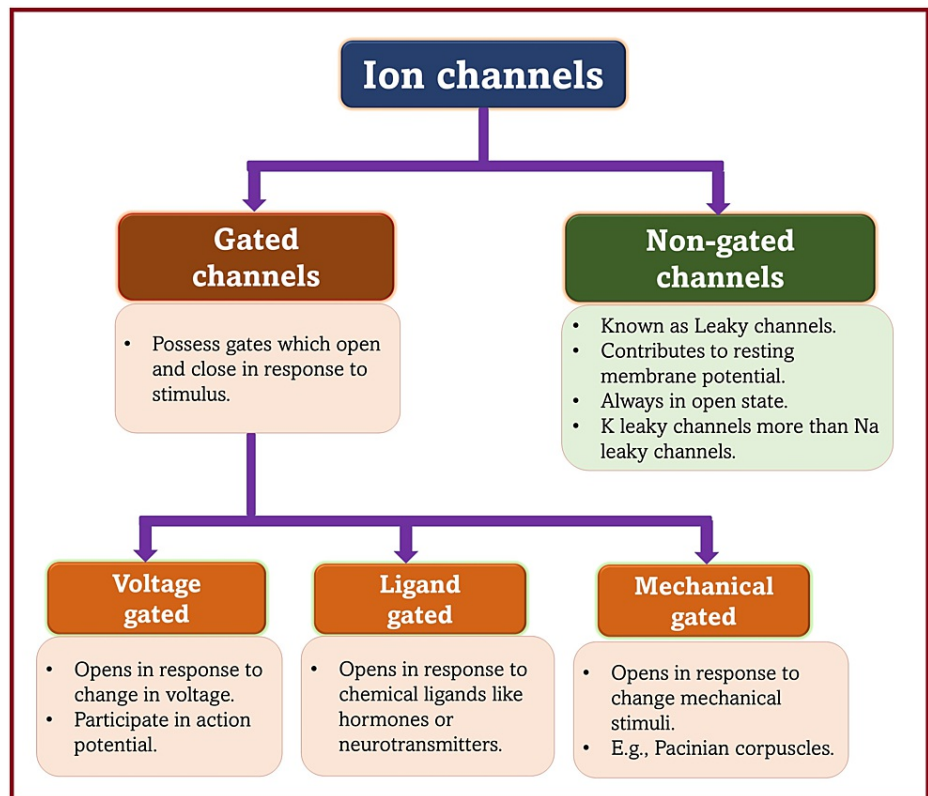 Ion channels
Gated
channels
• Possess gates which open
and close in response to
stimulus.
Non-gated
channels
• Known as Leaky channels.
• Contributes to resting
membrane potential.
• Always in open state.
• K leaky channels more than Na
leaky channels.
Voltage
gated
• Opens in response to
change in voltage.
• Participate in action
potential.
Ligand
gated
• Opens in response to
chemical ligands like
hormones or
neurotransmitters.
Mechanical
gated
• Opens in response to
change mechanical
stimuli.
• E.g., Pacinian corpuscles.